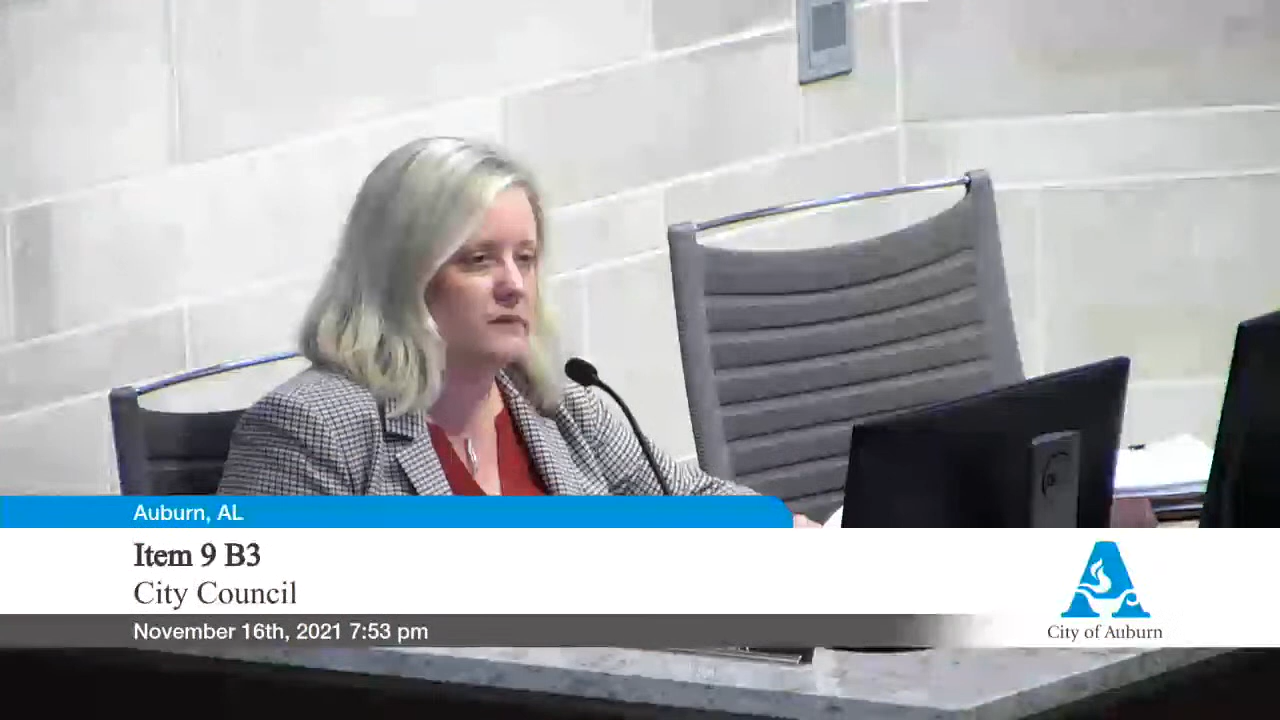 Auburn, AL
Item 9 B3
City Council
November 16th, 2021 7:53 pm
City of Auburn